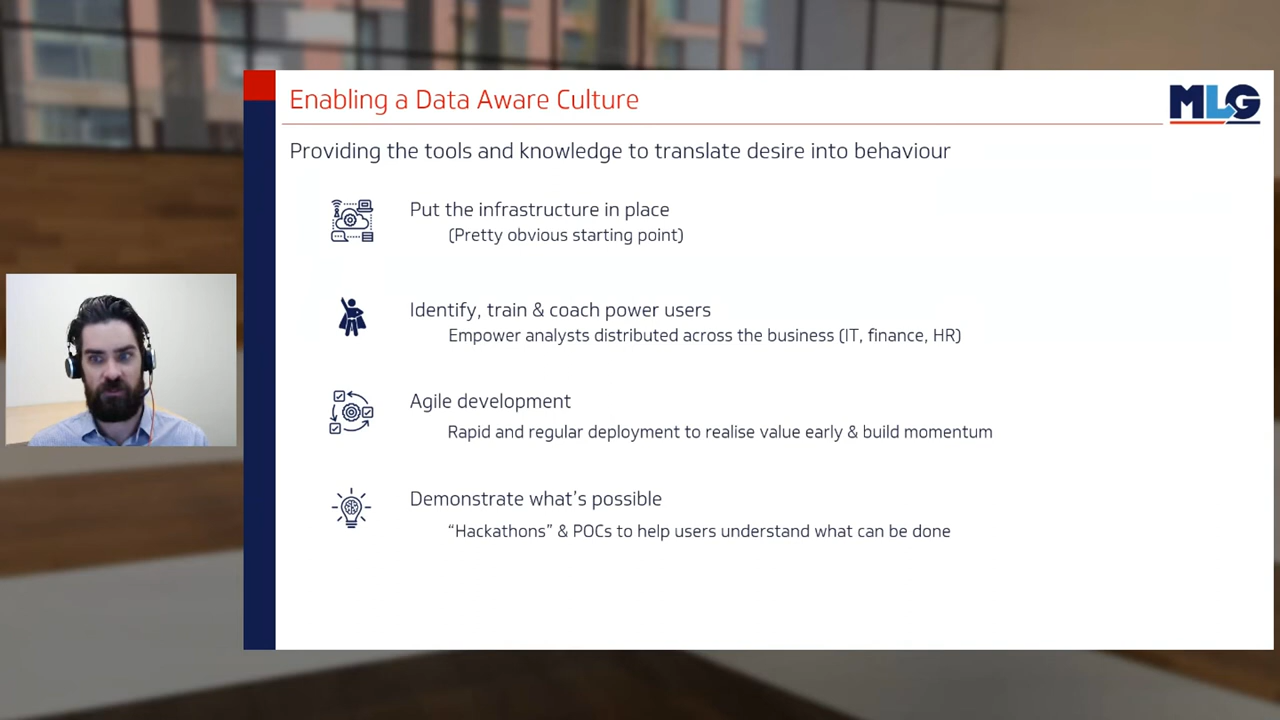 Enabling a Data Aware Culture
MLG
Providing the tools and knowledge to translate desire into behaviour
Put the infrastructure in place
(Pretty obvious starting point)
Identify, train & coach power users
Empower analysts distributed across the business (IT, finance, HR)
Agile development
Rapid and regular deployment to realise value early & build momentum
Demonstrate what's possible
“Hackathons” & POCs to help users understand what can be done